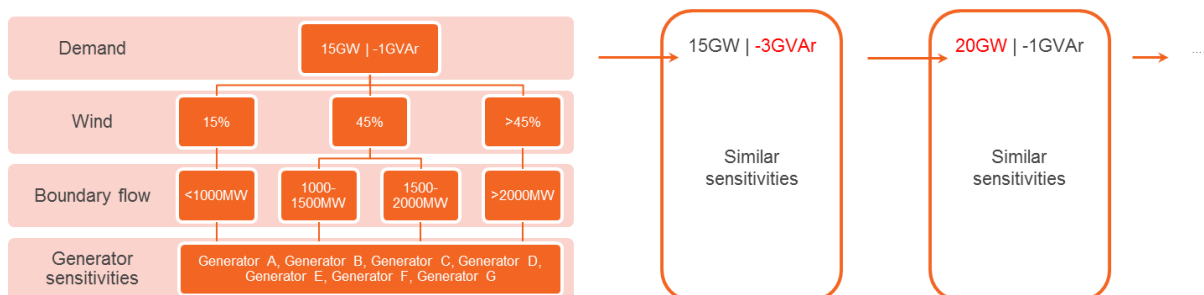 Demand
15GW | -1GVAr
Wind
15%
45%
>45%
Boundary flow
<1000MW
1000-
1500MW
1500-
2000MW
>2000MW
Generator
sensitivities
Generator A, Generator B, Generator C, Generator D,
Generator E, Generator F, Generator G
15GW | -3GVAr
Similar
sensitivities
20GW | -1GVAr
Similar
sensitivities
....